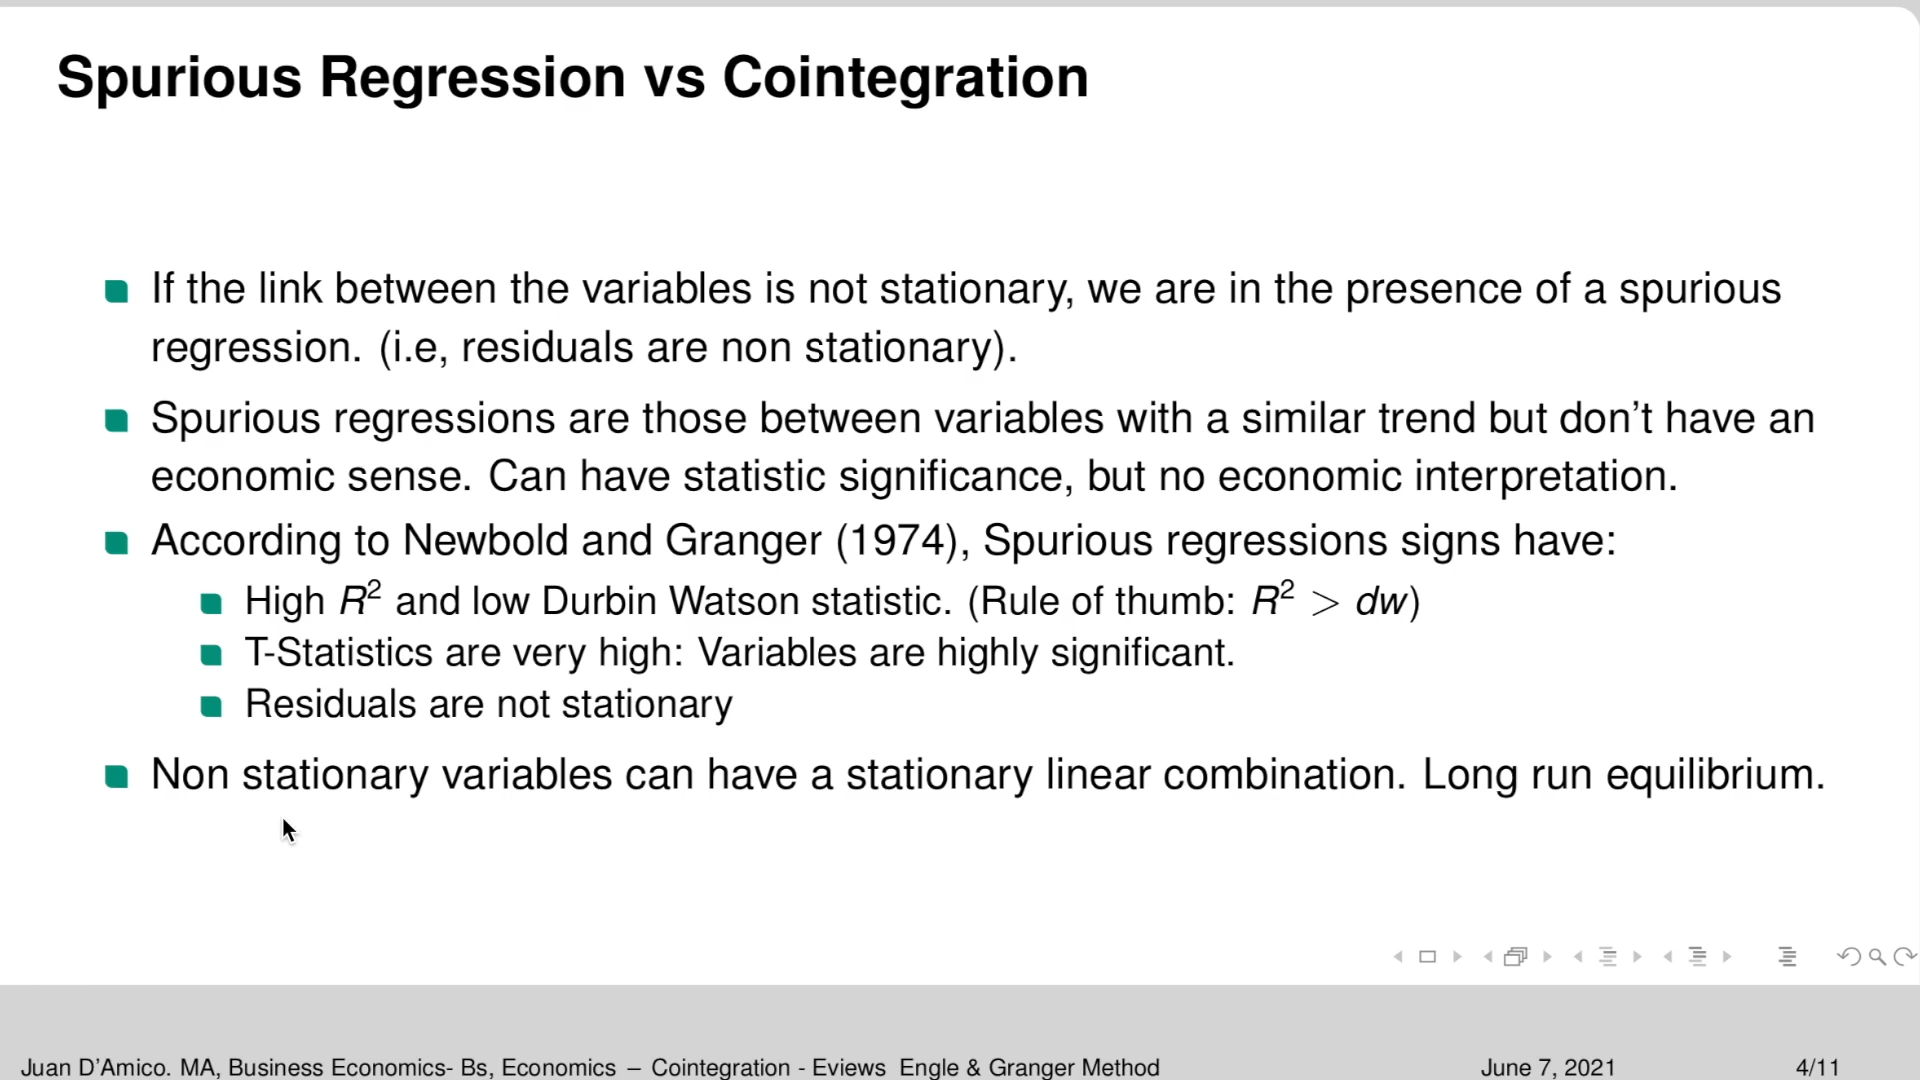 Spurious Regression vs Cointegration
If the link between the variables is not stationary, we are in the presence of a spurious
regression. (i.e, residuals are non stationary).
Spurious regressions are those between variables with a similar trend but don't have an
economic sense. Can have statistic significance, but no economic interpretation.
According to Newbold and Granger (1974), Spurious regressions signs have:
High R² and low Durbin Watson statistic. (Rule of thumb: R² > dw)
T-Statistics are very high: Variables are highly significant.
Residuals are not stationary
Non stationary variables can have a stationary linear combination. Long run equilibrium.
Juan D'Amico. MA, Business Economics- Bs, Economics – Cointegration - Eviews Engle & Granger Method June 7, 2021 4/11